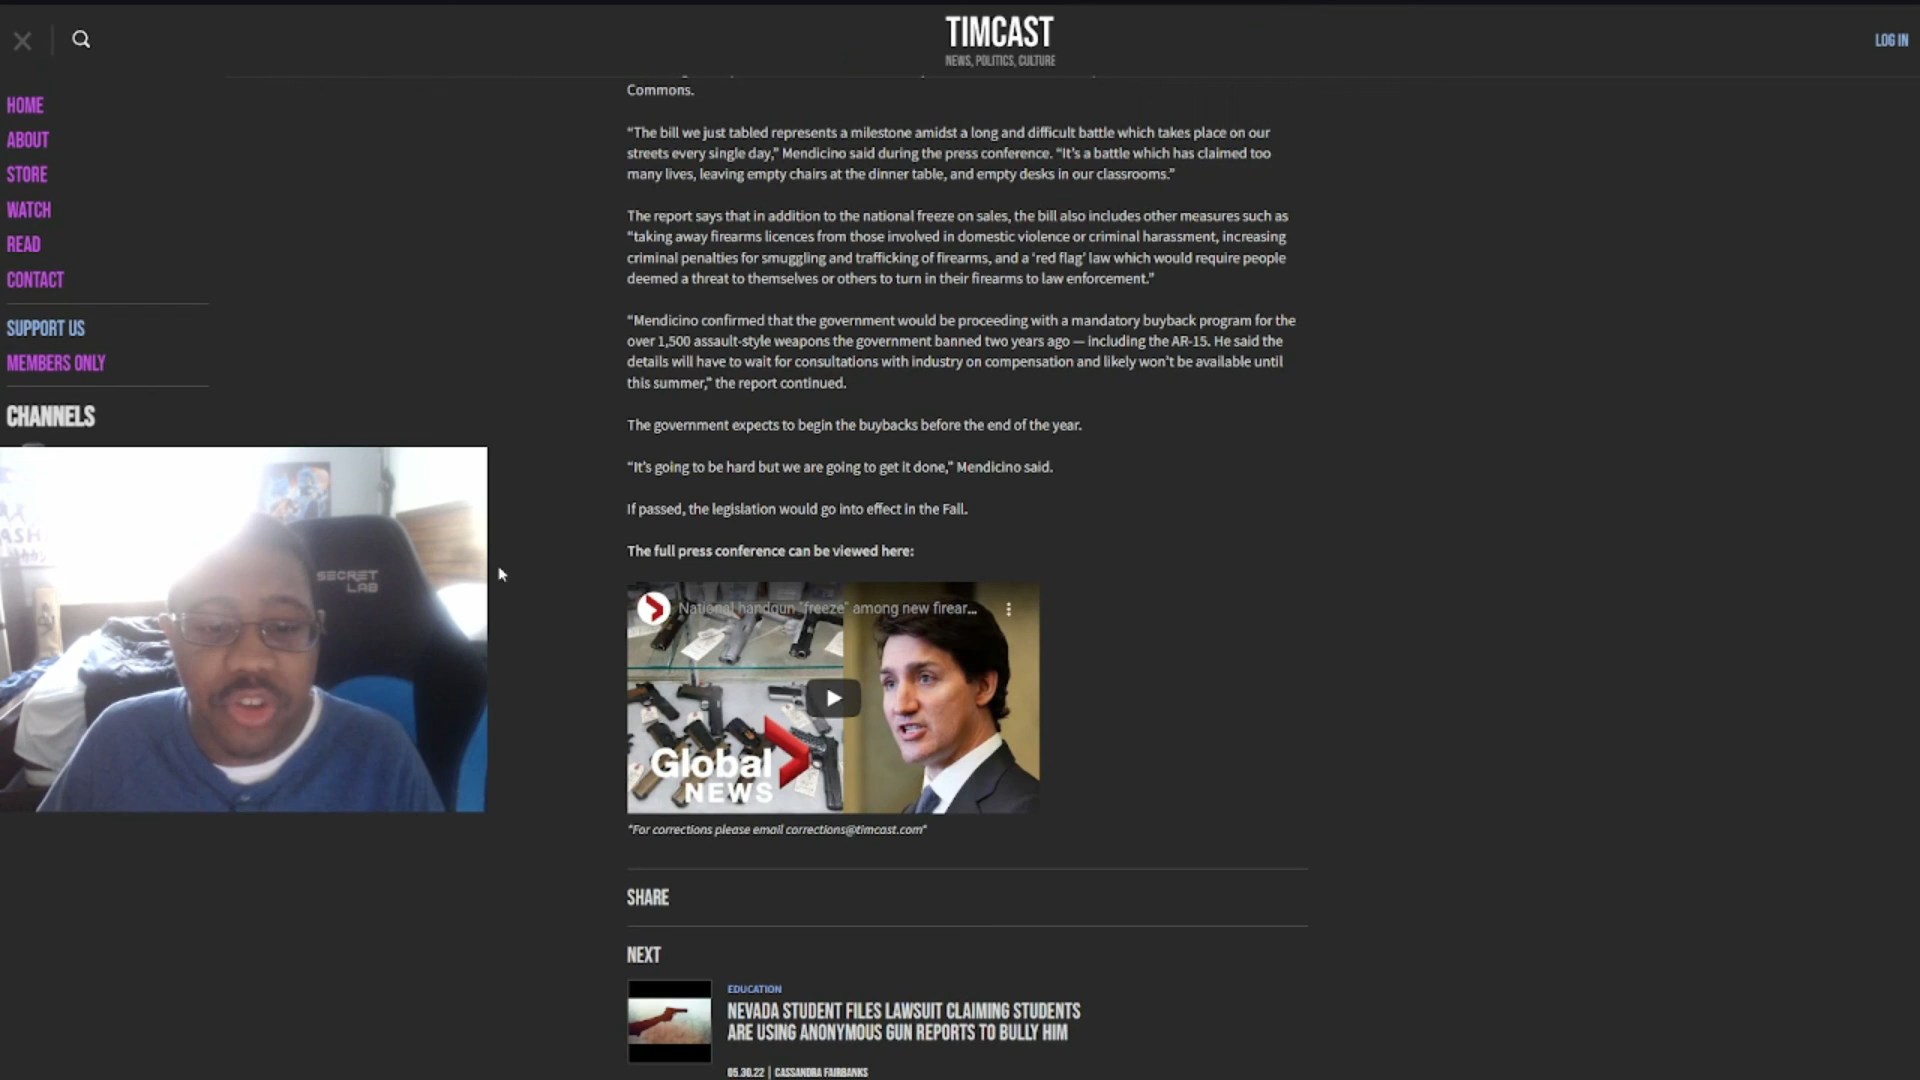 TIMCAST
NEWS, POLITICS, CULTURE
LOG IN
HOME
ABOUT
STORE
WATCH
READ
CONTACT
SUPPORT US
MEMBERS ONLY
CHANNELS
Commons.
“The bill we just tabled represents a milestone amidst a long and difficult battle which takes place on our
streets every single day,” Mendicino said during the press conference. “It’s a battle which has claimed too
many lives, leaving empty chairs at the dinner table, and empty desks in our classrooms.”
The report says that in addition to the national freeze on sales, the bill also includes other measures such as
“taking away firearms licences from those involved in domestic violence or criminal harassment, increasing
criminal penalties for smuggling and trafficking of firearms, and a ‘red flag’ law which would require people
deemed a threat to themselves or others to turn in their firearms to law enforcement.”
“Mendicino confirmed that the government would be proceeding with a mandatory buyback program for the
over 1,500 assault-style weapons the government banned two years ago — including the AR-15. He said the
details will have to wait for consultations with industry on compensation and likely won’t be available until
this summer,” the report continued.
The government expects to begin the buybacks before the end of the year.
“It’s going to be hard but we are going to get it done,” Mendicino said.
If passed, the legislation would go into effect in the Fall.
The full press conference can be viewed here:
National handgun "freeze" among new firear...
Global
NEWS
SECRET
LAB
*For corrections please email corrections@timcast.com*
SHARE
NEXT
EDUCATION
NEVADA STUDENT FILES LAWSUIT CLAIMING STUDENTS
ARE USING ANONYMOUS GUN REPORTS TO BULLY HIM
05.30.22 | CASSANDRA FAIRBANKS